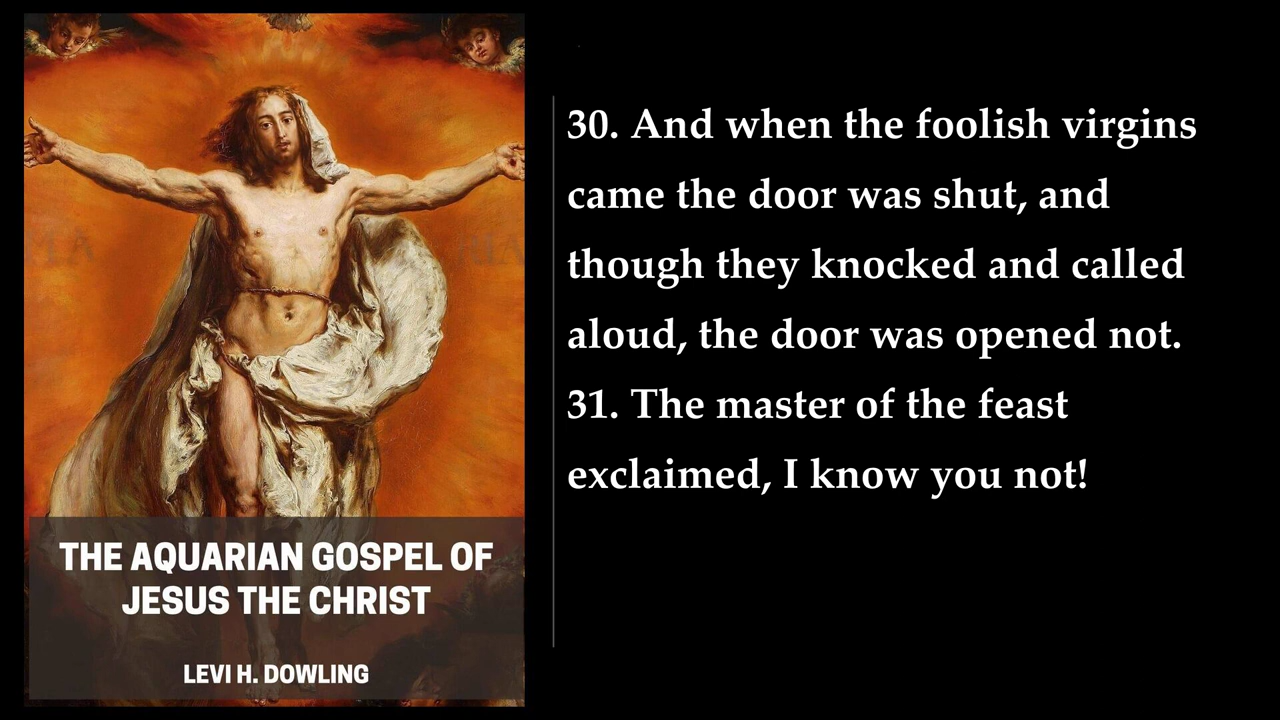 THE AQUARIAN GOSPEL OF
JESUS THE CHRIST
LEVI H. DOWLING
30. And when the foolish virgins
came the door was shut, and
though they knocked and called
aloud, the door was opened not.
31. The master of the feast
exclaimed, I know you not!